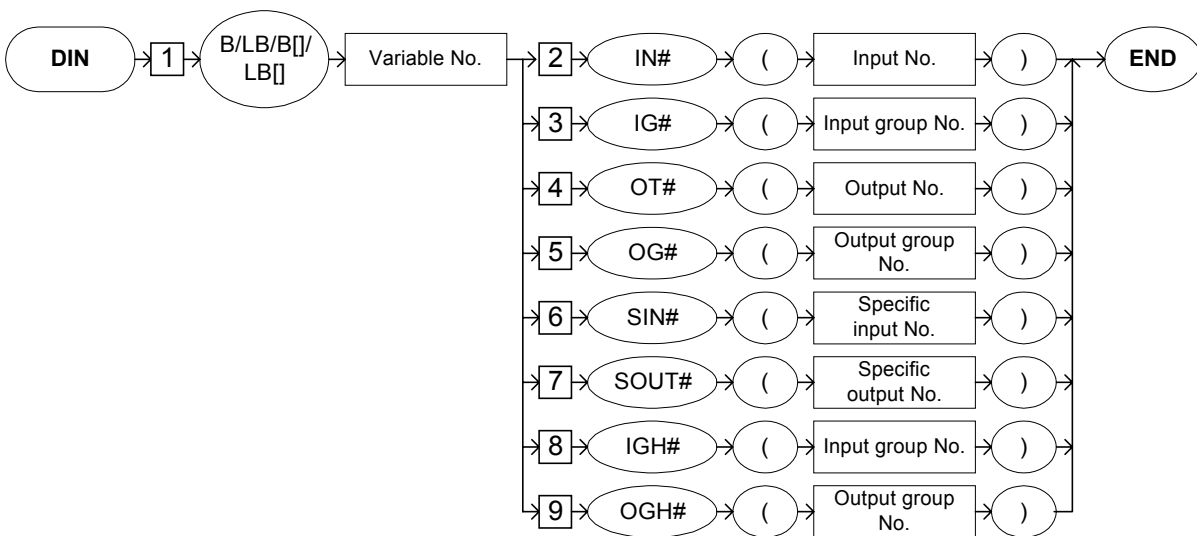 DIN 1 B/LB/B[]/
LB[] Variable No. 2 IN# ( Input No. ) END
3 IG# ( Input group No. )
4 OT# ( Output No. )
5 OG# ( Output group
No. )
6 SIN# ( Specific
input No. )
7 SOUT# ( Specific
output No. )
8 IGH# ( Input group No. )
9 OGH# ( Output group
No. )